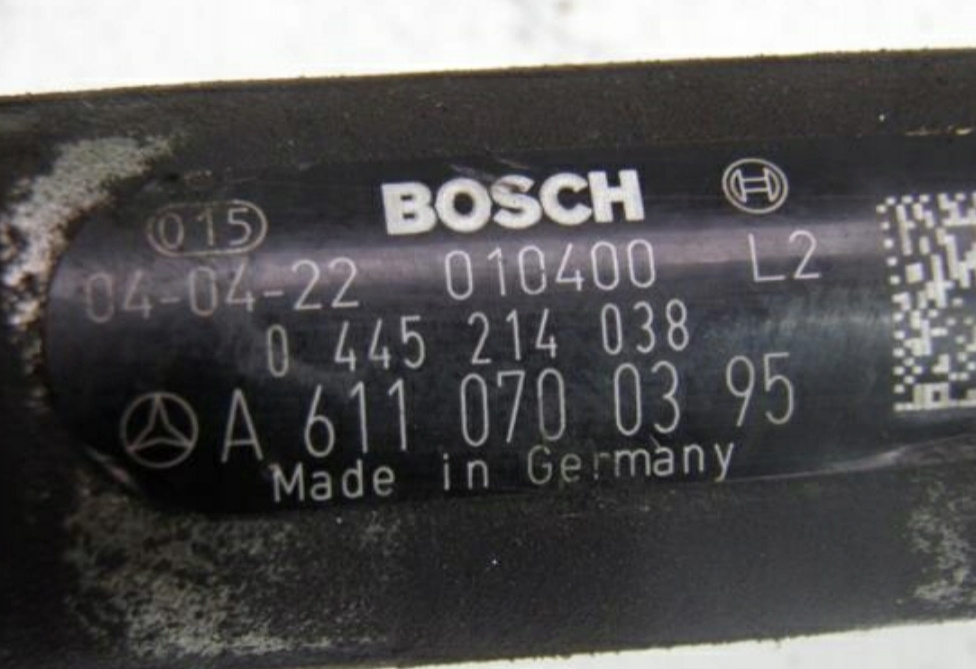 BOSCH
015
04-04-22 010400 L2
0 445 214 038
A 611 070 03 95
Made in Germany